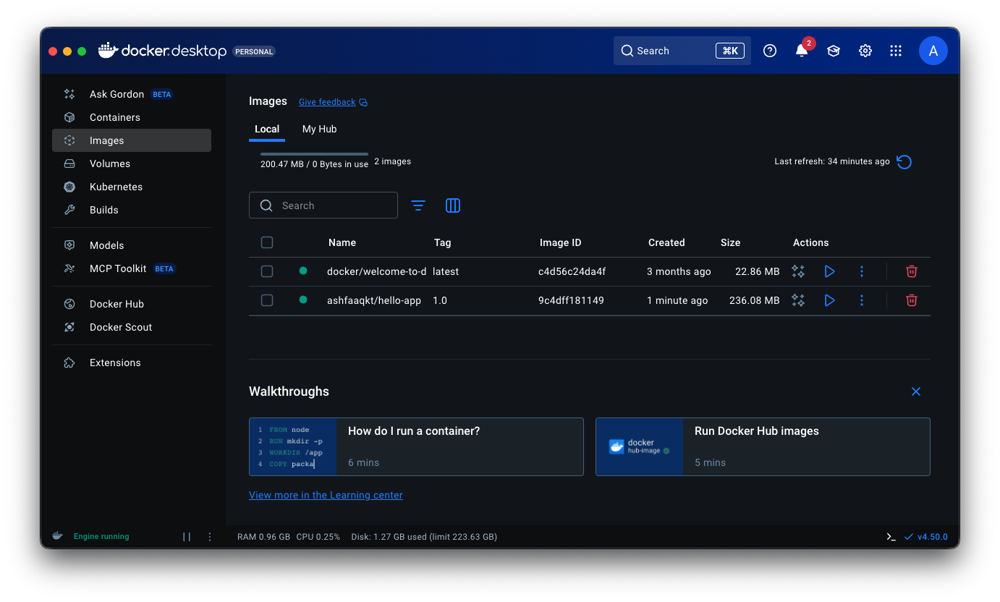 docker.desktop PERSONAL
Search ⌘K
2
A
Ask Gordon BETA
Containers
Images
Volumes
Kubernetes
Builds
Models
MCP Toolkit BETA
Docker Hub
Docker Scout
Extensions
Images Give feedback
Local My Hub
200.47 MB / 0 Bytes in use 2 images
Last refresh: 34 minutes ago
Search
Name Tag Image ID Created Size Actions
docker/welcome-to-d latest c4d56c24da4f 3 months ago 22.86 MB
ashfaaqkt/hello-app 1.0 9c4dff181149 1 minute ago 236.08 MB
Walkthroughs
1 FROM node
2 RUN mkdir -p
3 WORKDIR /app
4 COPY packa
How do I run a container?
6 mins
docker
hub-image
Run Docker Hub images
5 mins
View more in the Learning center
Engine running
RAM 0.96 GB CPU 0.25% Disk: 1.27 GB used (limit 223.63 GB)
v4.50.0